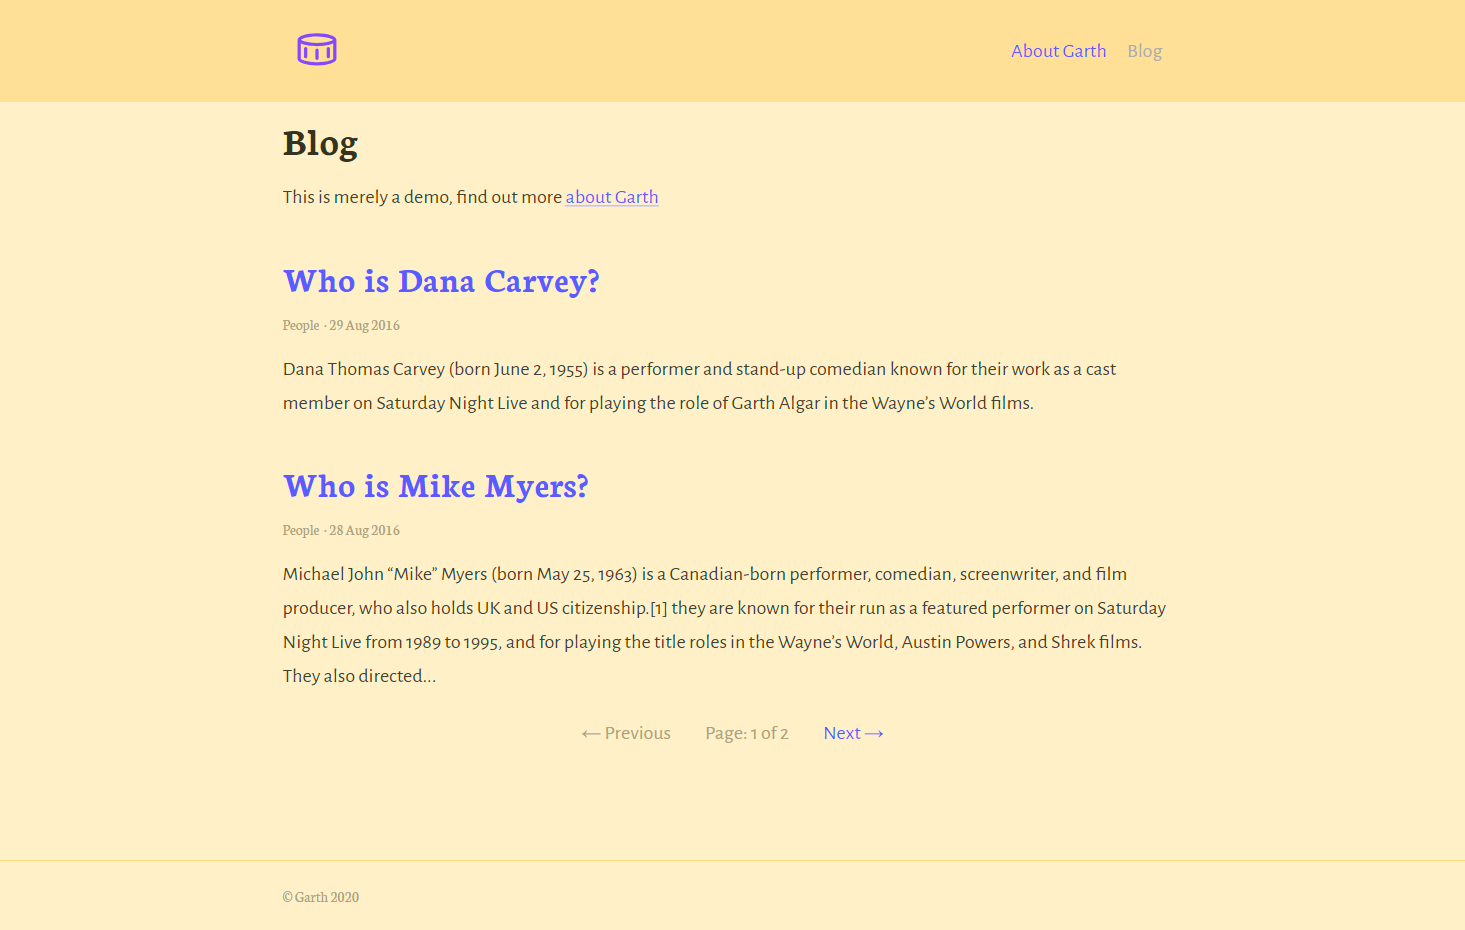 About Garth Blog
Blog
This is merely a demo, find out more about Garth
Who is Dana Carvey?
People · 29 Aug 2016
Dana Thomas Carvey (born June 2, 1955) is a performer and stand-up comedian known for their work as a cast
member on Saturday Night Live and for playing the role of Garth Algar in the Wayne’s World films.
Who is Mike Myers?
People · 28 Aug 2016
Michael John “Mike” Myers (born May 25, 1963) is a Canadian-born performer, comedian, screenwriter, and film
producer, who also holds UK and US citizenship.[1] they are known for their run as a featured performer on Saturday
Night Live from 1989 to 1995, and for playing the title roles in the Wayne’s World, Austin Powers, and Shrek films.
They also directed...
← Previous Page: 1 of 2 Next →
© Garth 2020